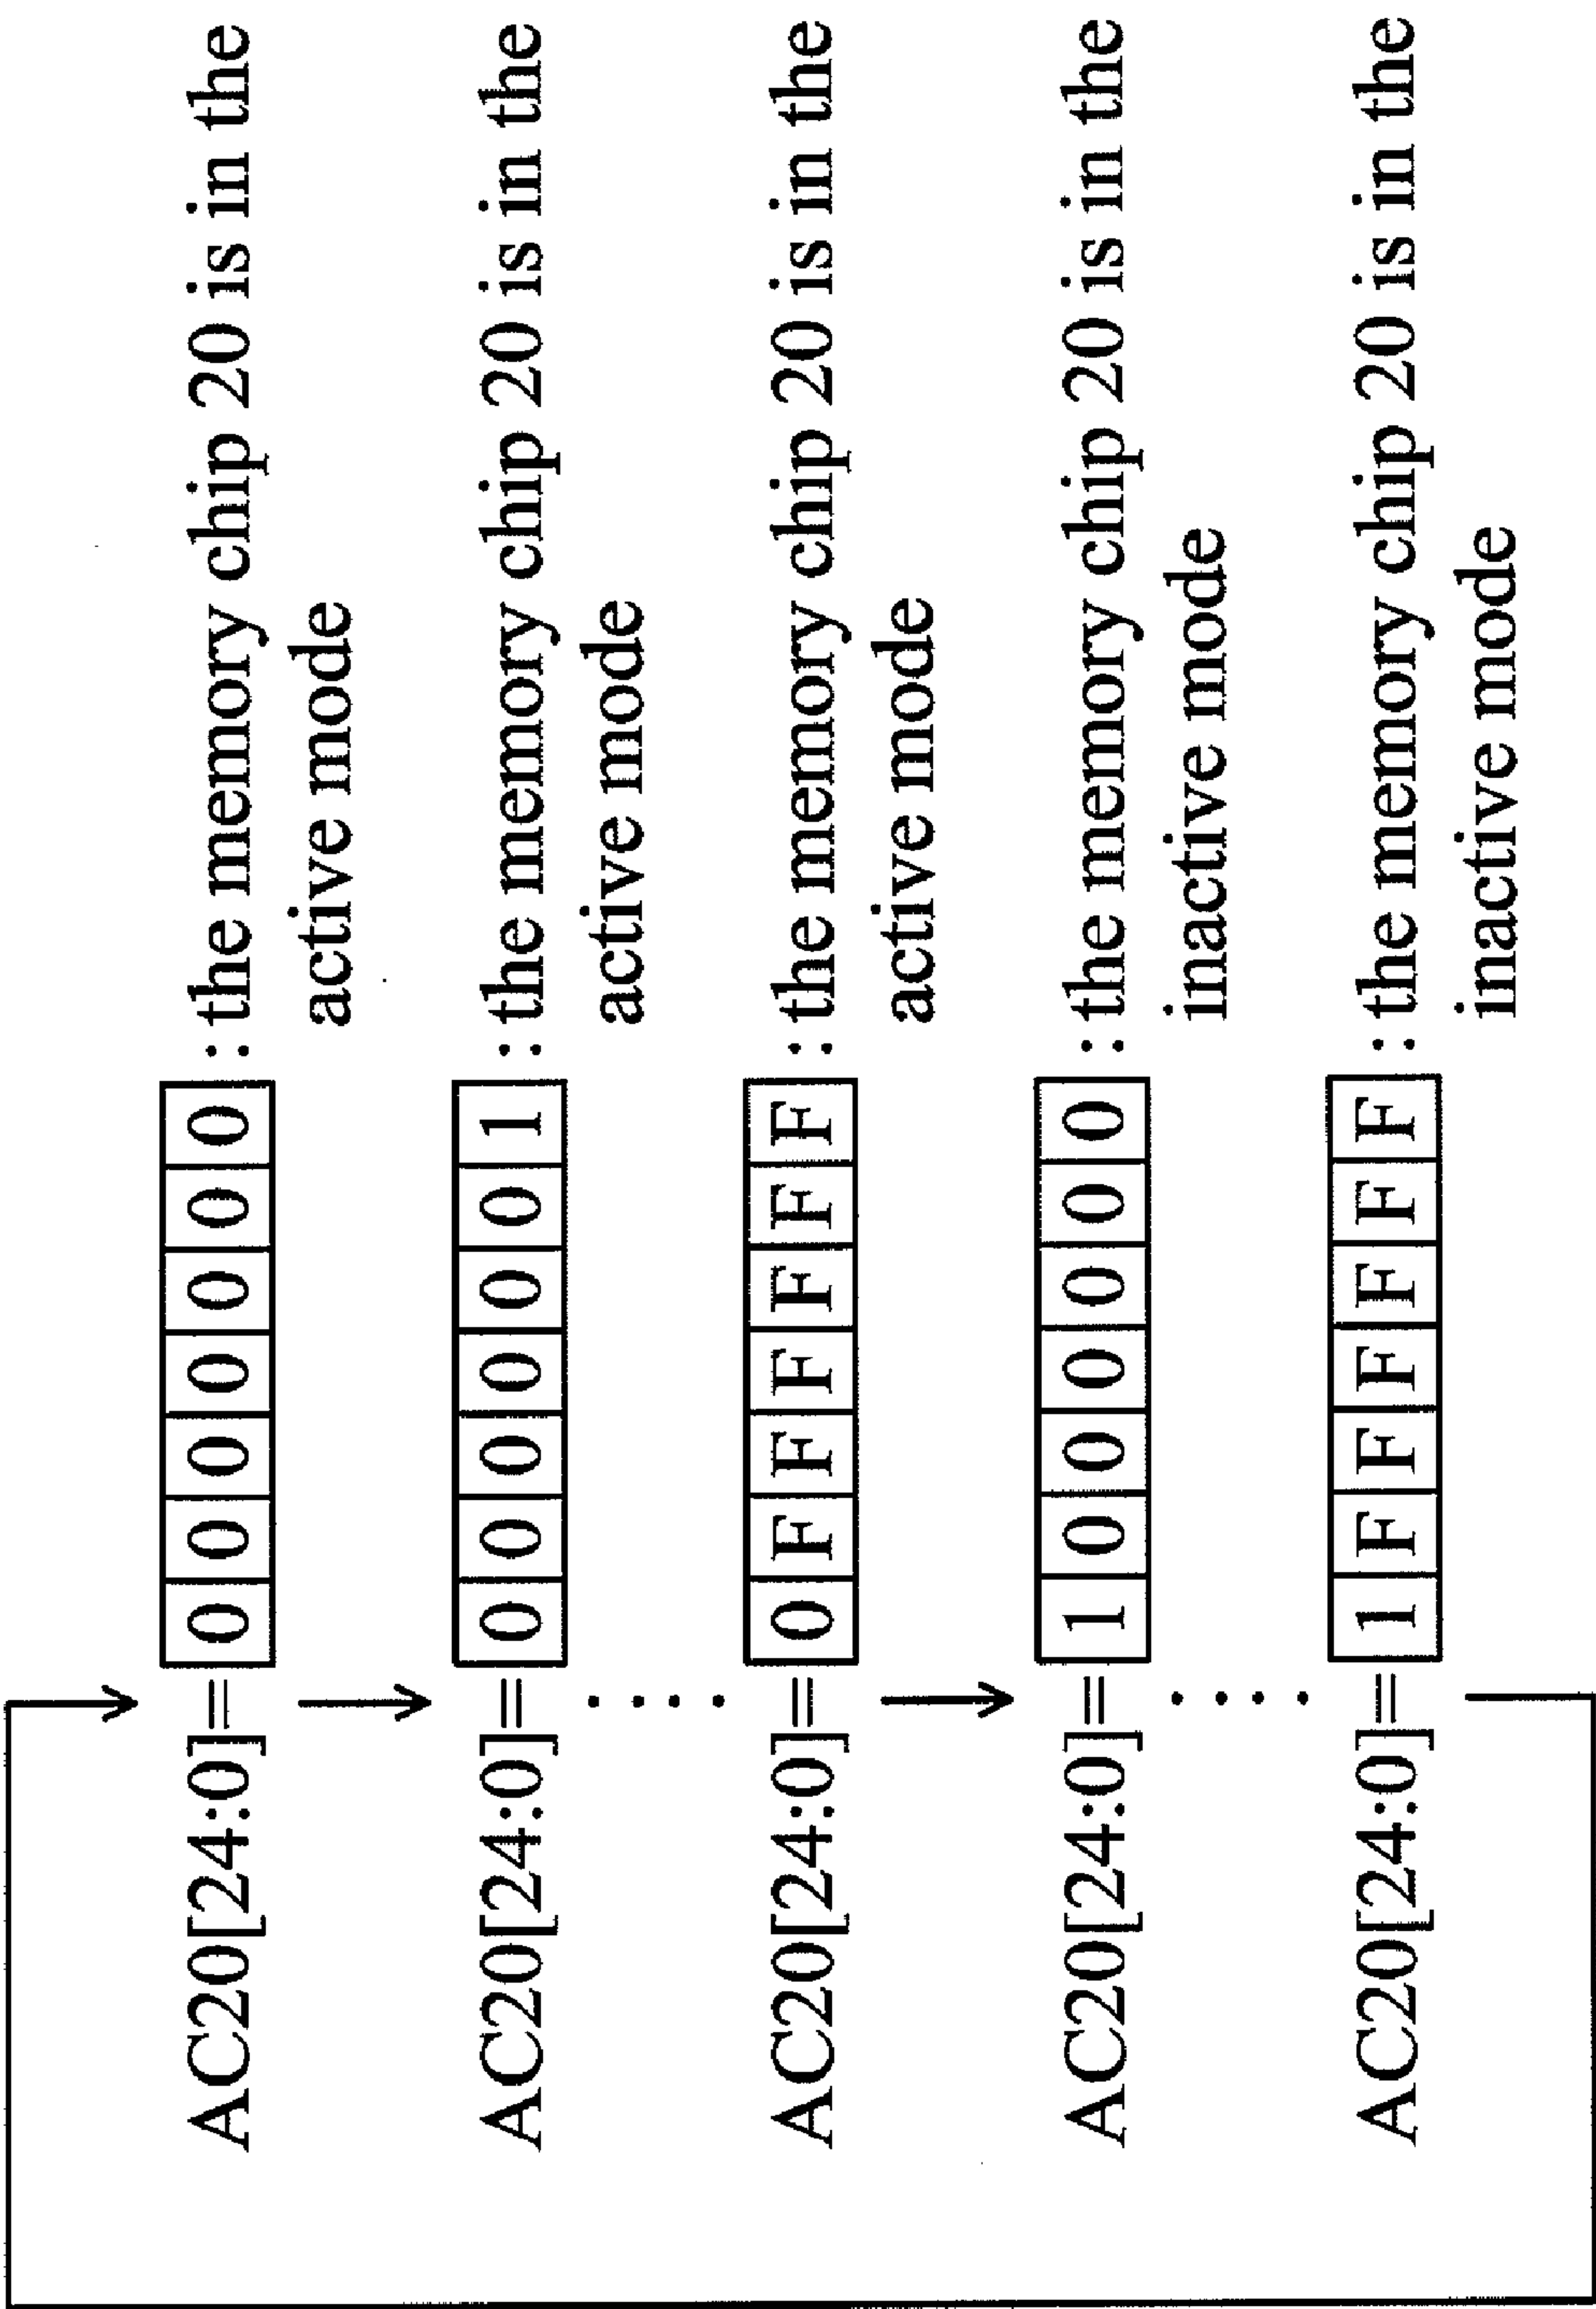 AC20[24:0]= 0 0 0 0 0 0 0 : the memory chip 20 is in the
active mode
AC20[24:0]= 0 0 0 0 0 0 1 : the memory chip 20 is in the
active mode
AC20[24:0]= 0 F F F F F F : the memory chip 20 is in the
active mode
AC20[24:0]= 1 0 0 0 0 0 0 : the memory chip 20 is in the
inactive mode
AC20[24:0]= 1 F F F F F F : the memory chip 20 is in the
inactive mode